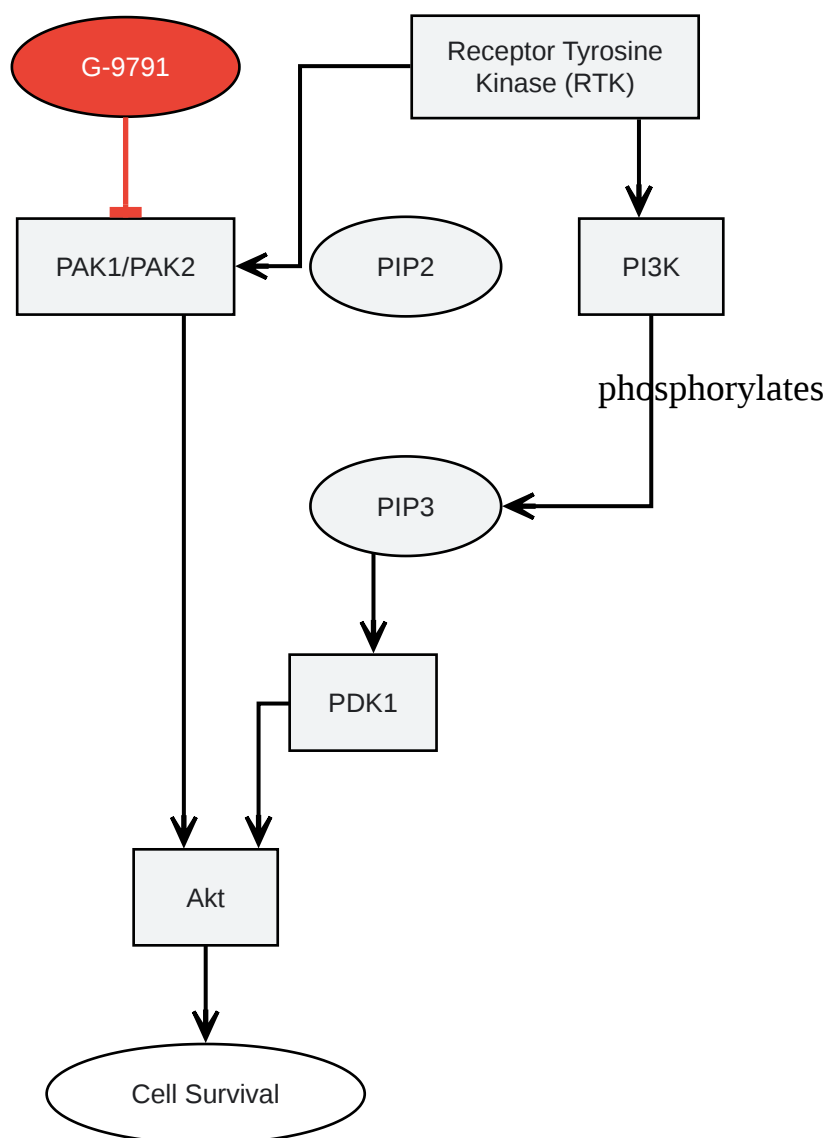 G-9791
Receptor Tyrosine
Kinase (RTK)
PAK1/PAK2
PIP2
PI3K
phosphorylates
PIP3
PDK1
Akt
Cell Survival